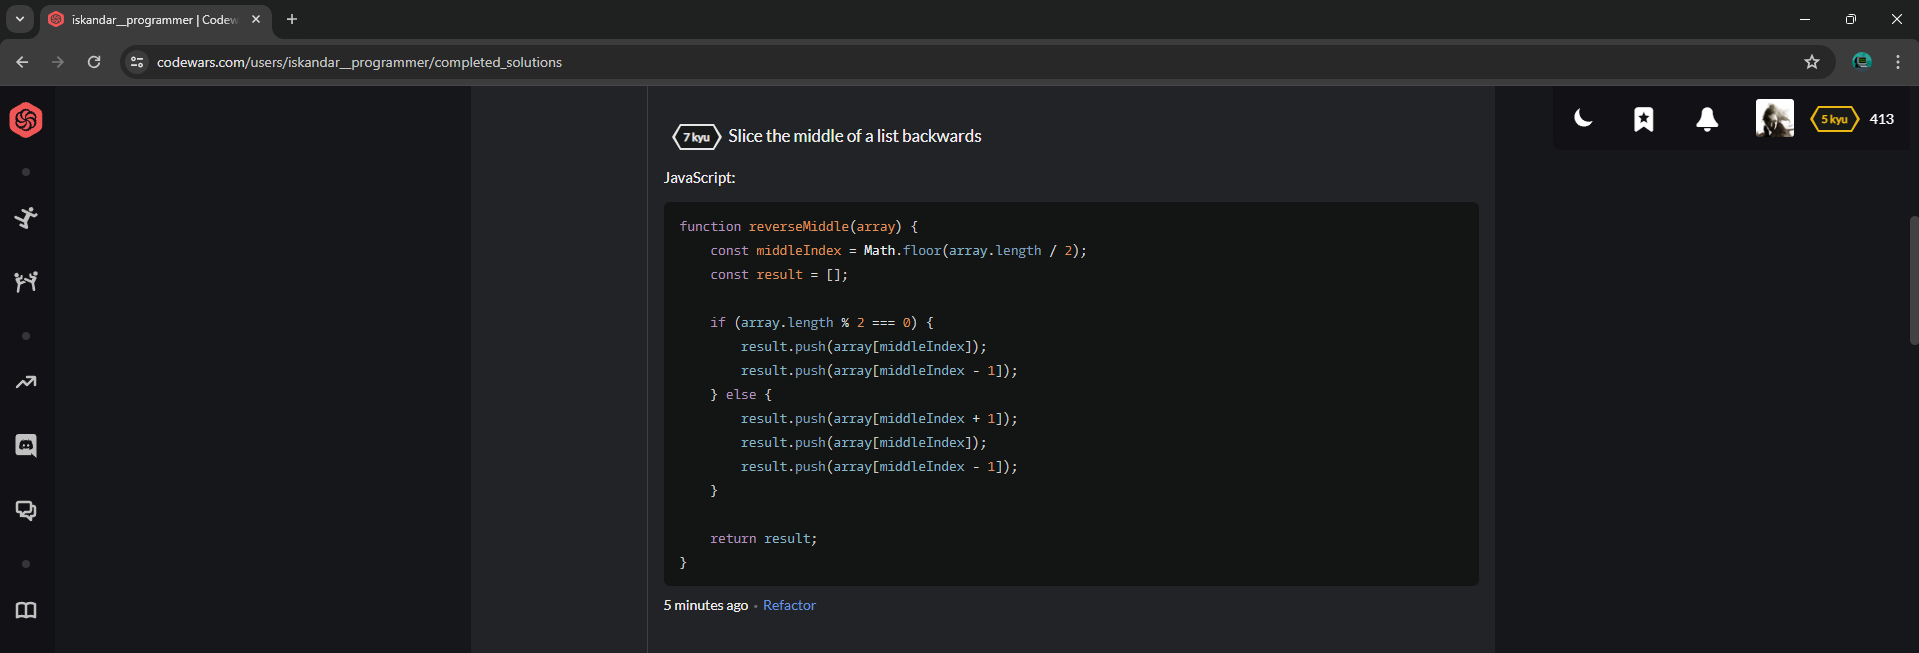 iskandar__programmer | Codew
codewars.com/users/iskandar__programmer/completed_solutions
5 kyu 413
7 kyu Slice the middle of a list backwards
JavaScript:
function reverseMiddle(array) {
    const middleIndex = Math.floor(array.length / 2);
    const result = [];
    if (array.length % 2 === 0) {
        result.push(array[middleIndex]);
        result.push(array[middleIndex - 1]);
    } else {
        result.push(array[middleIndex + 1]);
        result.push(array[middleIndex]);
        result.push(array[middleIndex - 1]);
    }
    return result;
}
5 minutes ago · Refactor